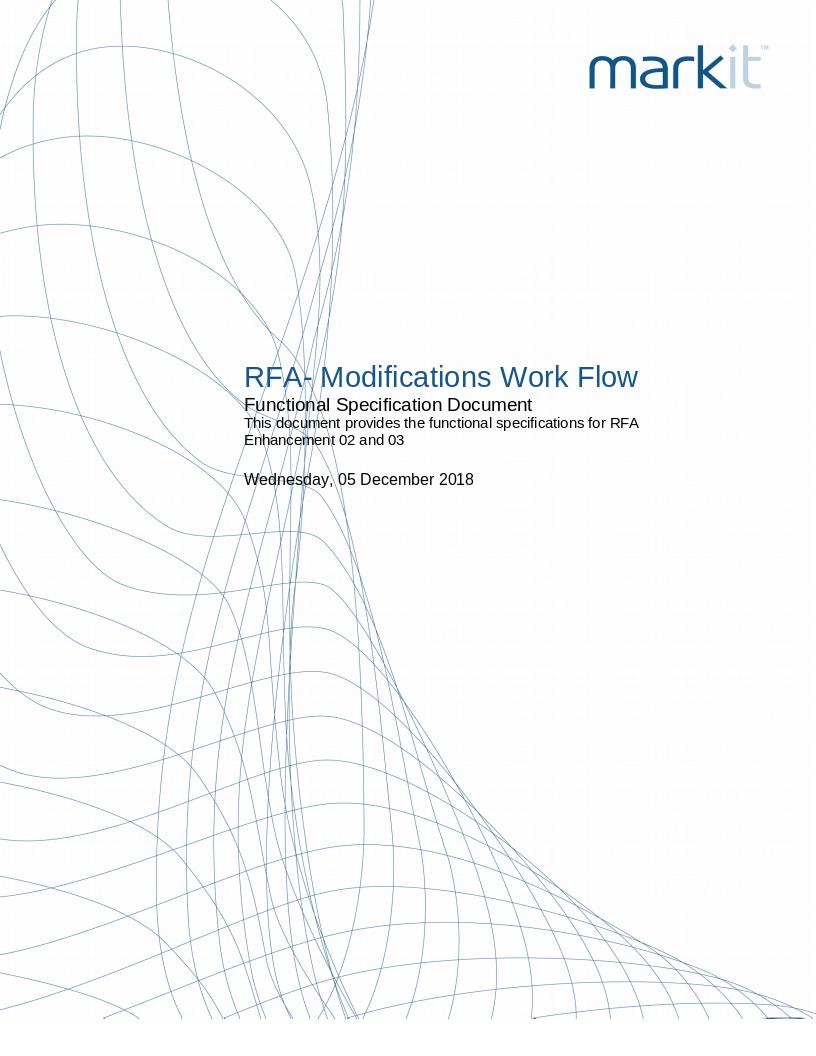 markit™
RFA- Modifications Work Flow
Functional Specification Document
This document provides the functional specifications for RFA
Enhancement 02 and 03
Wednesday, 05 December 2018